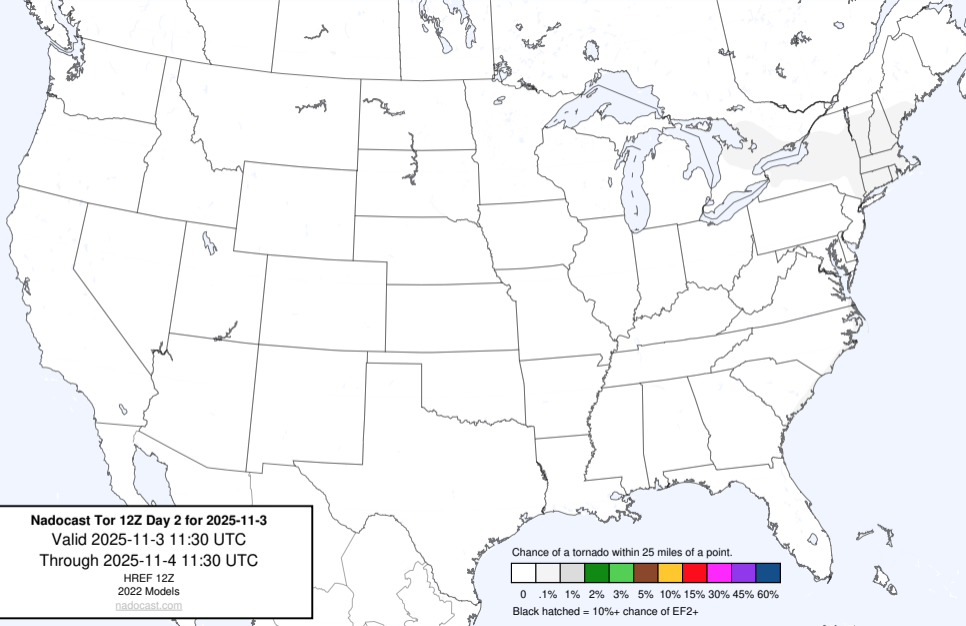 Nadocast Tor 12Z Day 2 for 2025-11-3
Valid 2025-11-3 11:30 UTC
Through 2025-11-4 11:30 UTC
HREF 12Z
2022 Models
nadocast.com
Chance of a tornado within 25 miles of a point.
0 .1% 1% 2% 3% 5% 10% 15% 30% 45% 60%
Black hatched = 10%+ chance of EF2+